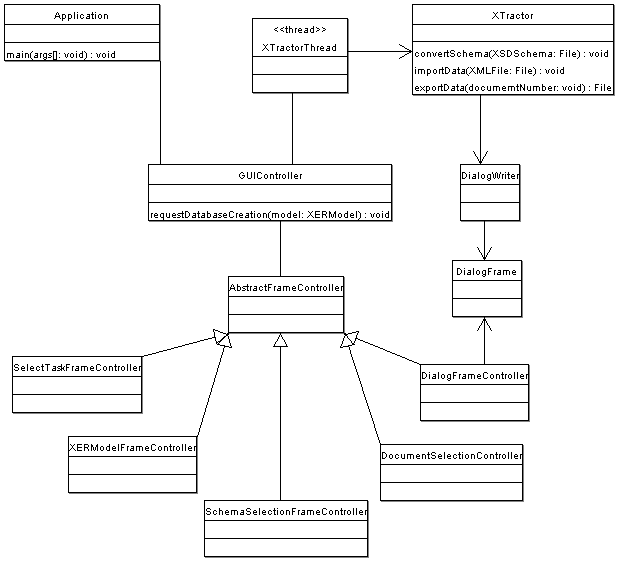 Application
main(args[]: void) : void
<<thread>>
XTractorThread
XTractor
convertSchema(XSDSchema: File) : void
importData(XMLFile: File) : void
exportData(documemtNumber: void) : File
GUIController
requestDatabaseCreation(model: XERModel) : void
DialogWriter
AbstractFrameController
DialogFrame
SelectTaskFrameController
DialogFrameController
XERModelFrameController
DocumentSelectionController
SchemaSelectionFrameController